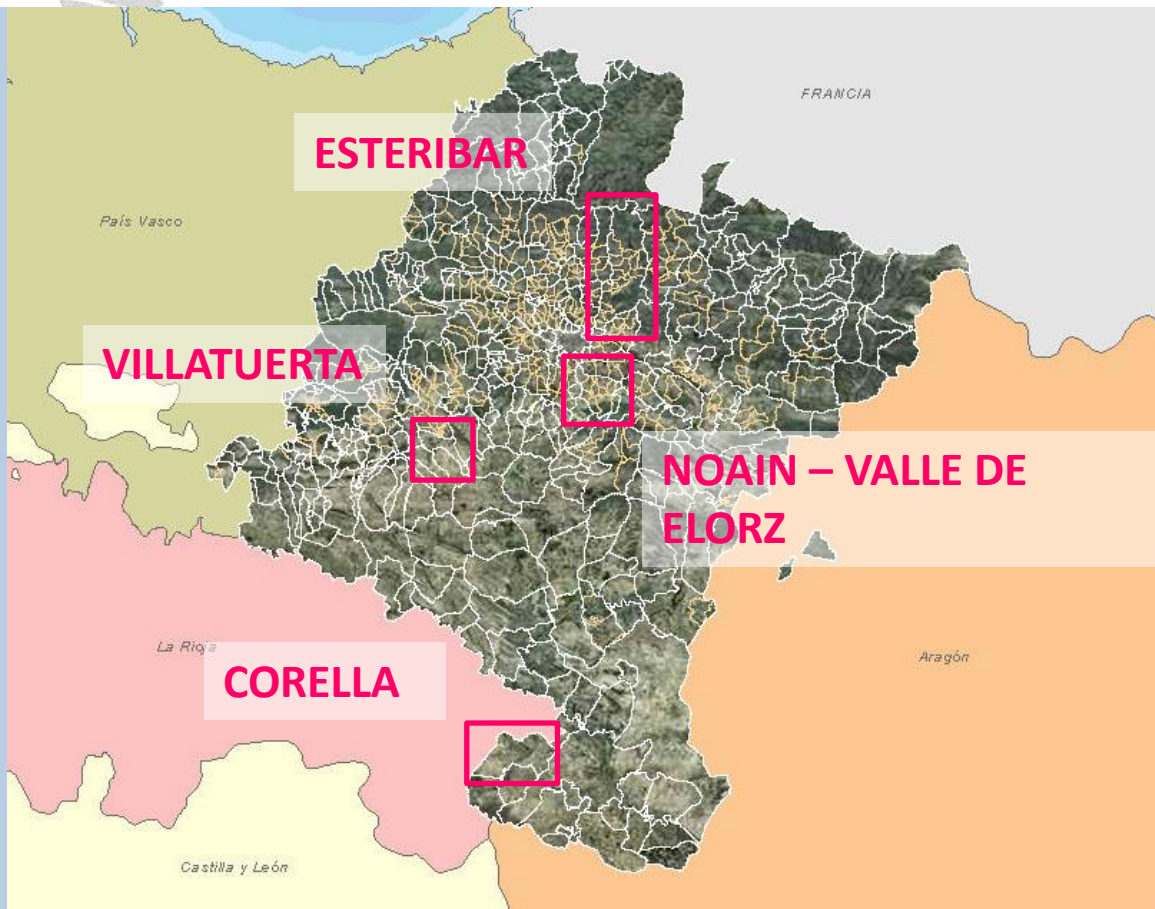 FRANCIA
ESTERIBAR
País Vasco
VILLATUERTA
NOAIN – VALLE DE
ELORZ
La Rioja
Aragón
CORELLA
Castilla y León